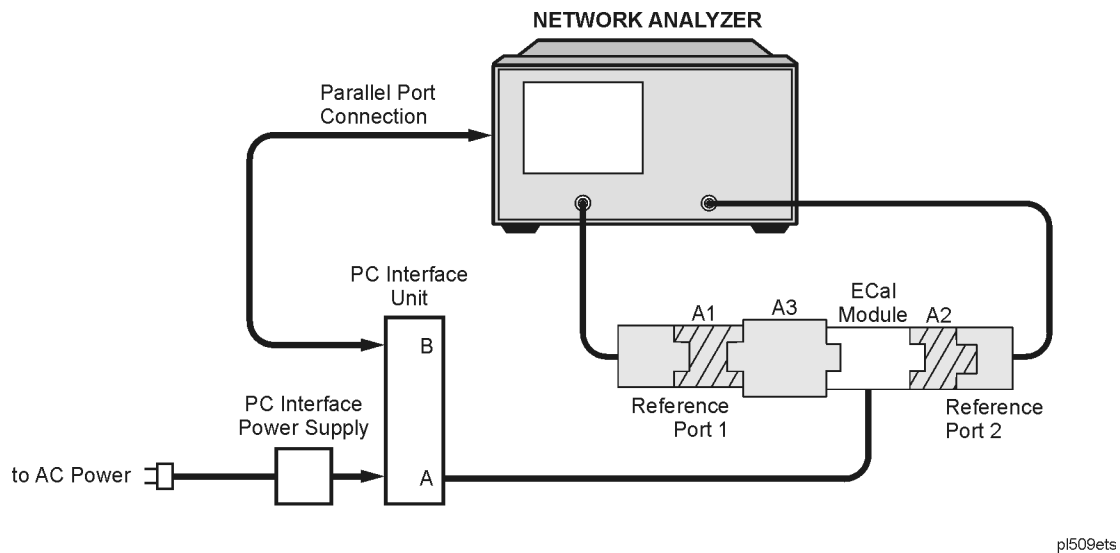 NETWORK ANALYZER
Parallel Port
Connection
PC Interface
Unit
B
A1
A3
ECal
Module
A2
Reference
Port 1
Reference
Port 2
PC Interface
Power Supply
to AC Power
A
pl509ets